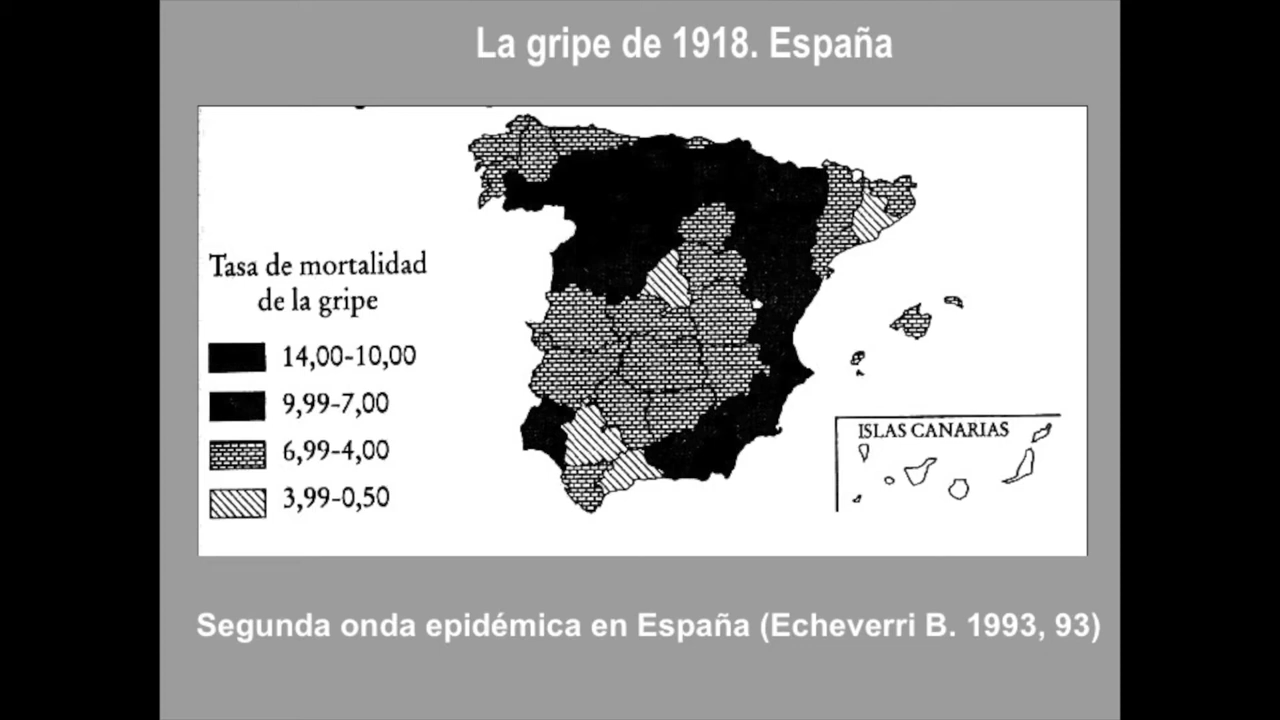 La gripe de 1918. España
Tasa de mortalidad
de la gripe
14,00-10,00
9,99-7,00
6,99-4,00
3,99-0,50
ISLAS CANARIAS
Segunda onda epidémica en España (Echeverri B. 1993, 93)